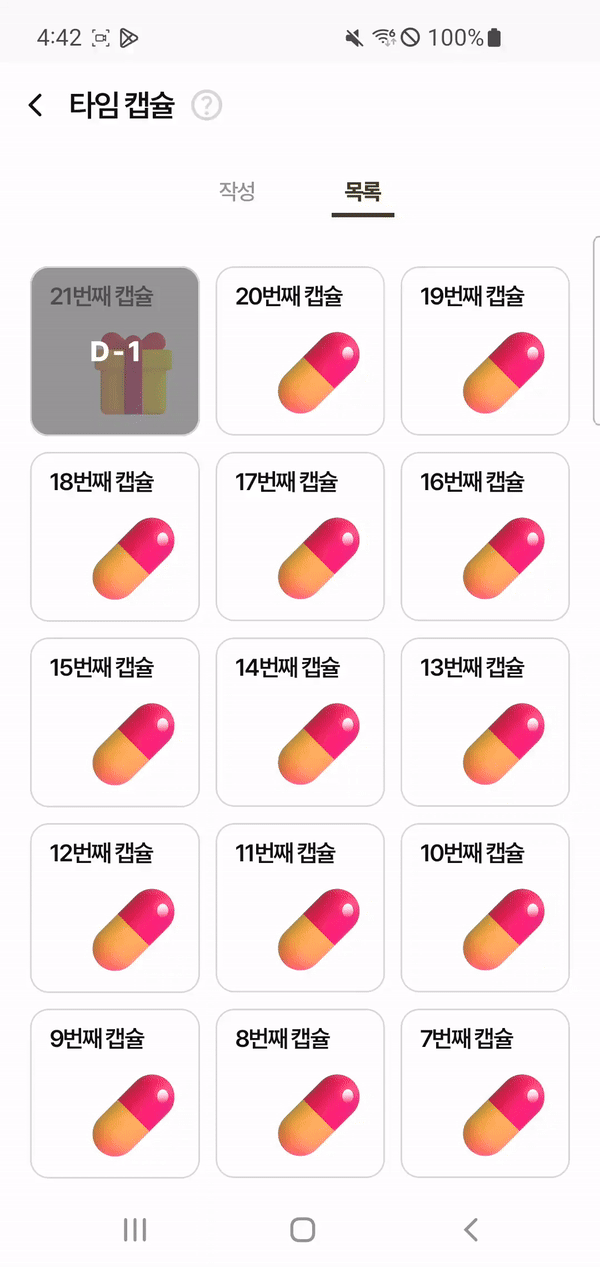 4:42 100%
타임 캡슐 ?
작성 목록
21번째 캡슐 20번째 캡슐 19번째 캡슐
D-1
18번째 캡슐 17번째 캡슐 16번째 캡슐
15번째 캡슐 14번째 캡슐 13번째 캡슐
12번째 캡슐 11번째 캡슐 10번째 캡슐
9번째 캡슐 8번째 캡슐 7번째 캡슐